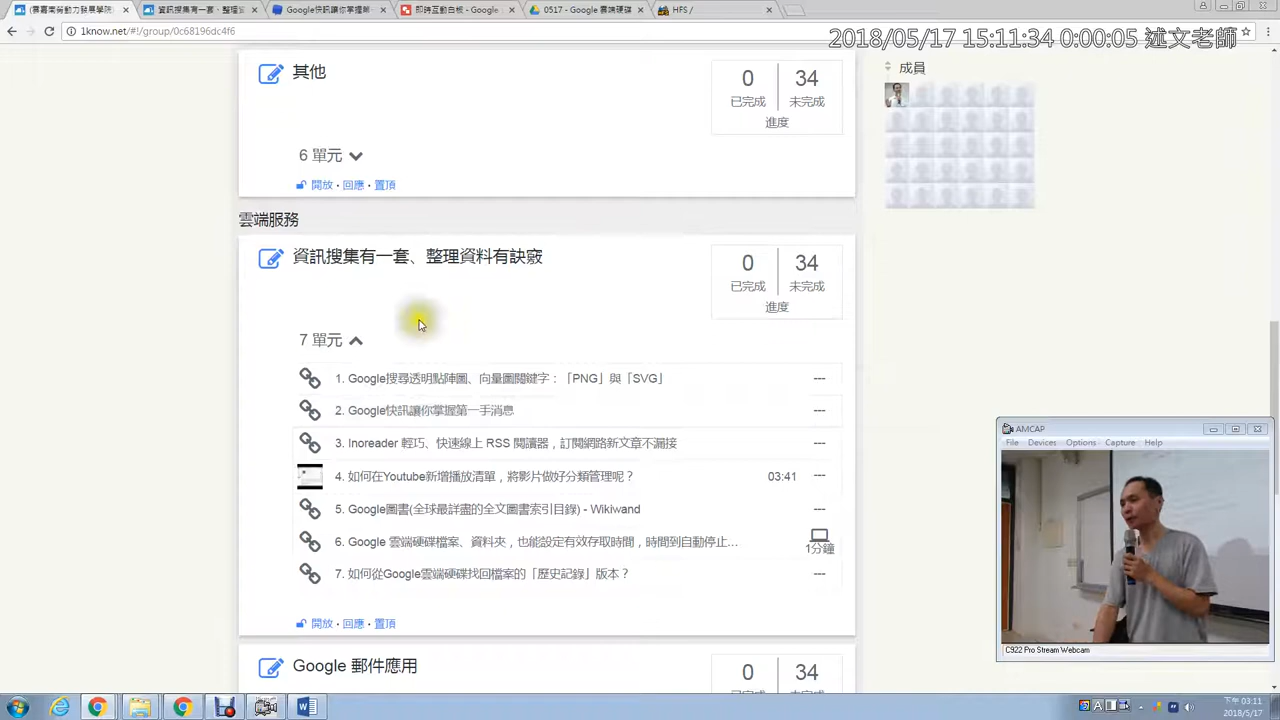 (雲嘉南勞動力發展學院
資訊搜集有一套、整理資
Google快訊讓你掌握第
即時互動白板 - Google
0517 - Google 雲端硬碟
HFS /
1know.net/#!/group/0c68196dc4f6
2018/05/17 15:11:34 0:00:05 述文老師
其他
0
34
已完成
未完成
進度
6 單元
開放・回應・置頂
成員
雲端服務
資訊搜集有一套、整理資料有訣竅
0
34
已完成
未完成
進度
7 單元
1. Google搜尋透明點陣圖、向量圖關鍵字：「PNG」與「SVG」 ---
2. Google快訊讓你掌握第一手消息 ---
3. Inoreader 輕巧、快速線上 RSS 閱讀器，訂閱網路新文章不漏接 ---
4. 如何在Youtube新增播放清單，將影片做好分類管理呢？ 03:41 ---
5. Google圖書(全球最詳盡的全文圖書索引目錄) - Wikiwand ---
6. Google 雲端硬碟檔案、資料夾，也能設定有效存取時間，時間到自動停止... 1分鐘
7. 如何從Google雲端硬碟找回檔案的「歷史記錄」版本？ ---
開放・回應・置頂
Google 郵件應用
0
34
AMCAP
File Devices Options Capture Help
C922 Pro Stream Webcam
下午 03:11
2018/5/17